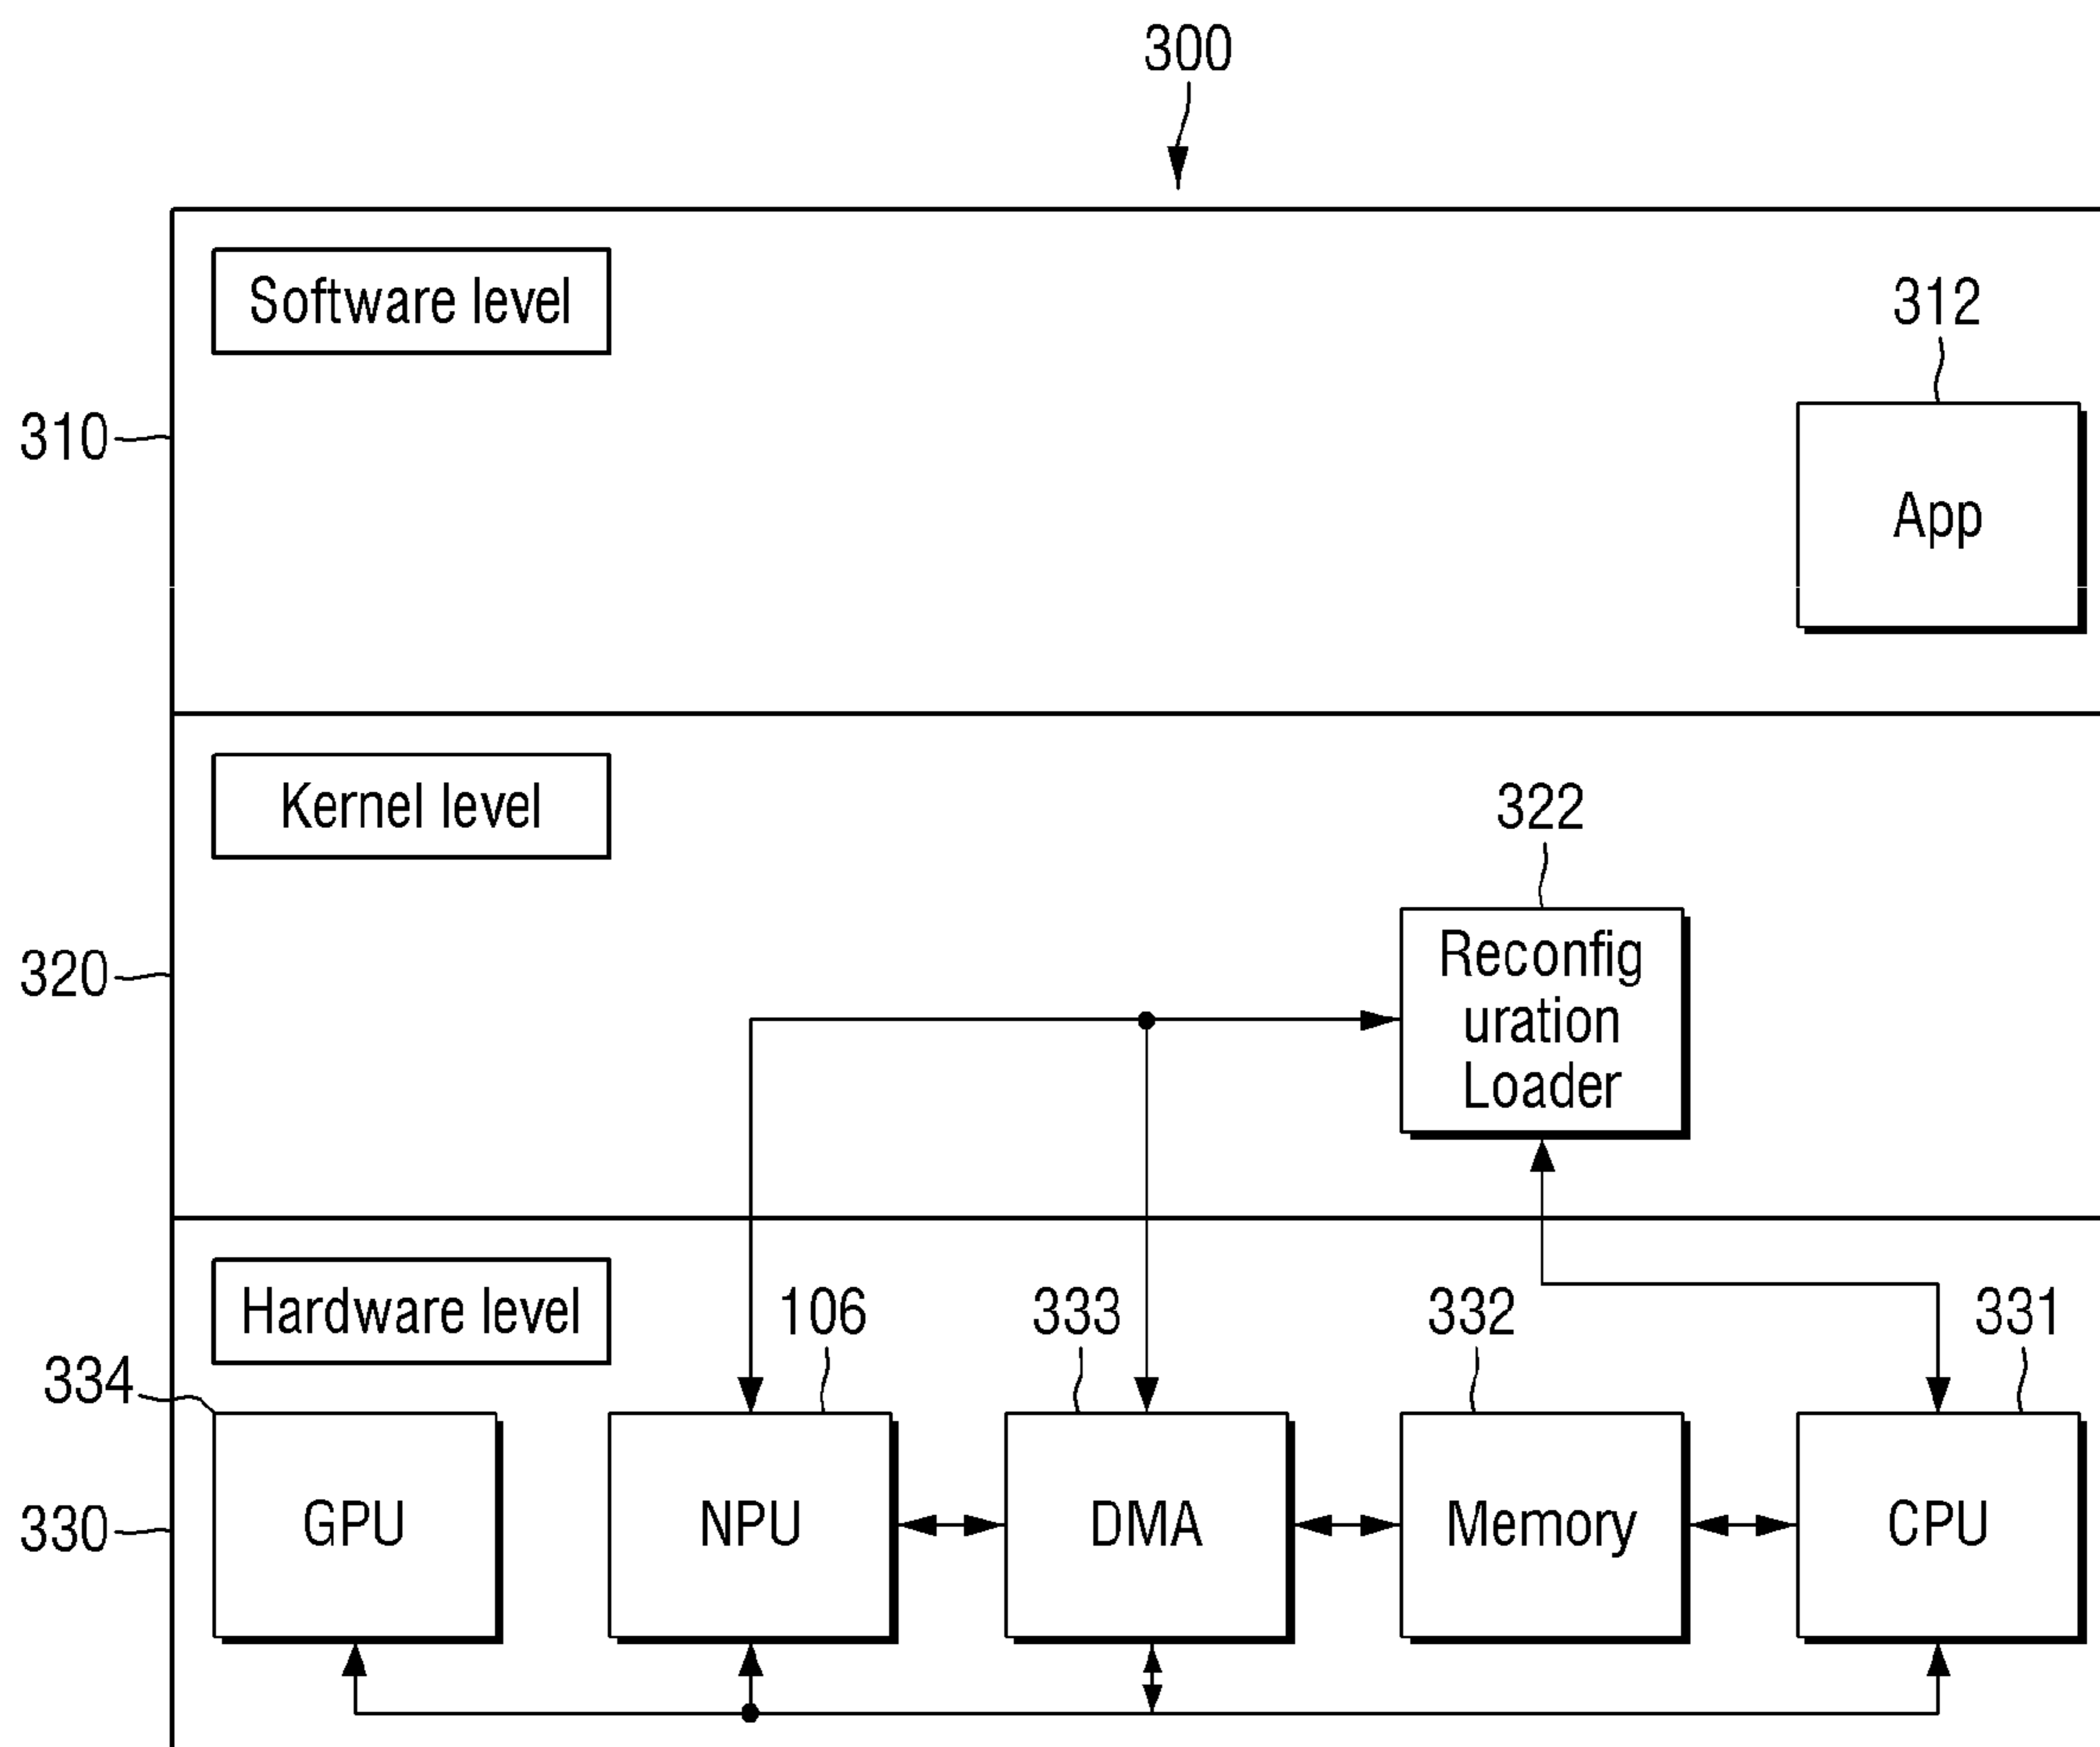 300
Software level
312
310
App
Kernel level
322
320
Reconfig
uration
Loader
Hardware level
106
333
332
331
334
GPU
NPU
DMA
Memory
CPU
330